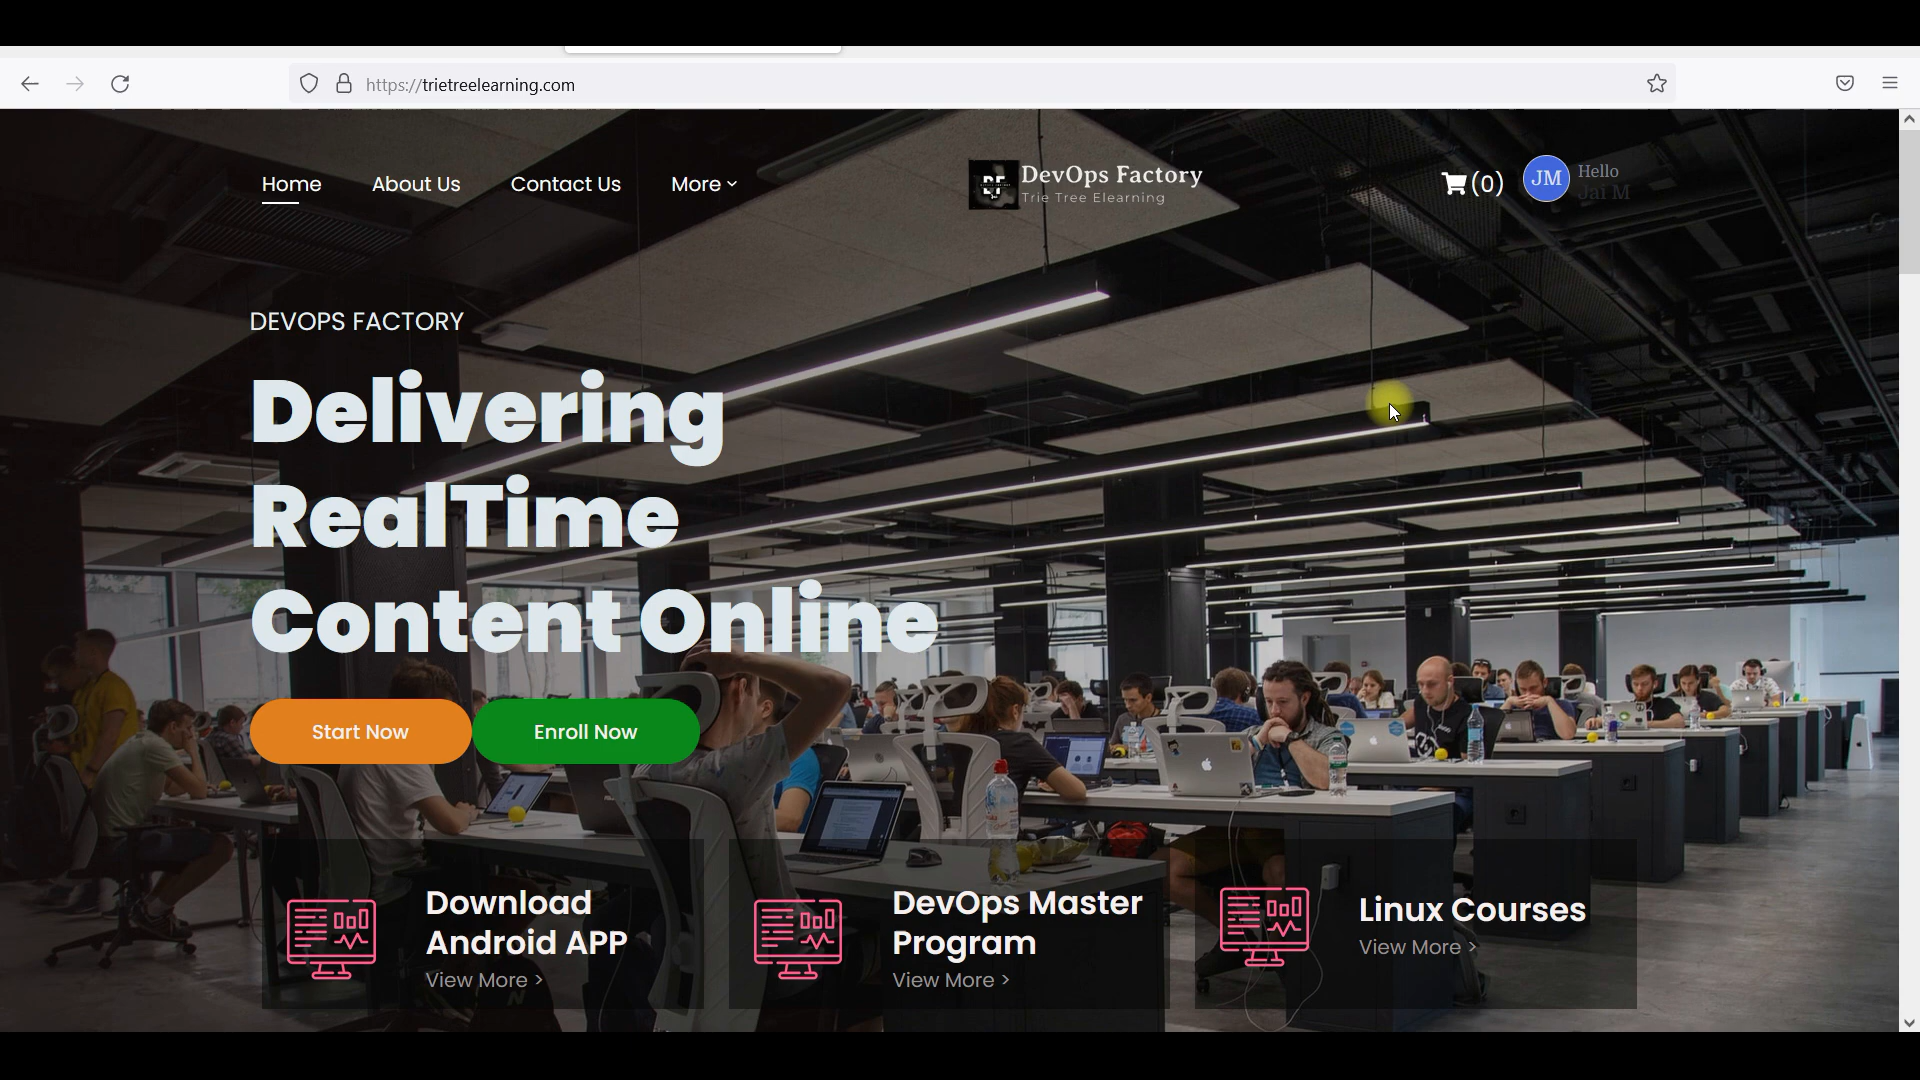 https://trietreelearning.com
Home
About Us
Contact Us
More
DF
DevOps Factory
Trie Tree Elearning
(0)
JM
Hello
Jai M
DEVOPS FACTORY
Delivering
RealTime
Content Online
Start Now
Enroll Now
Download
Android APP
View More >
DevOps Master
Program
View More >
Linux Courses
View More >